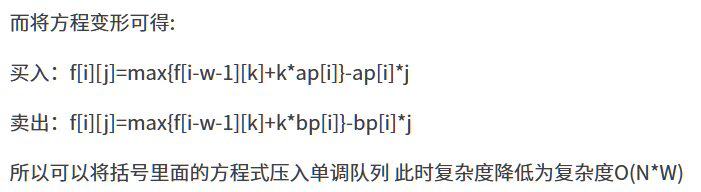 而将方程变形可得:
买入：f[i][j]=max{f[i-w-1][k]+k*ap[i]}-ap[i]*j
卖出：f[i][j]=max{f[i-w-1][k]+k*bp[i]}-bp[i]*j
所以可以将括号里面的方程式压入单调队列 此时复杂度降低为复杂度O(N*W)